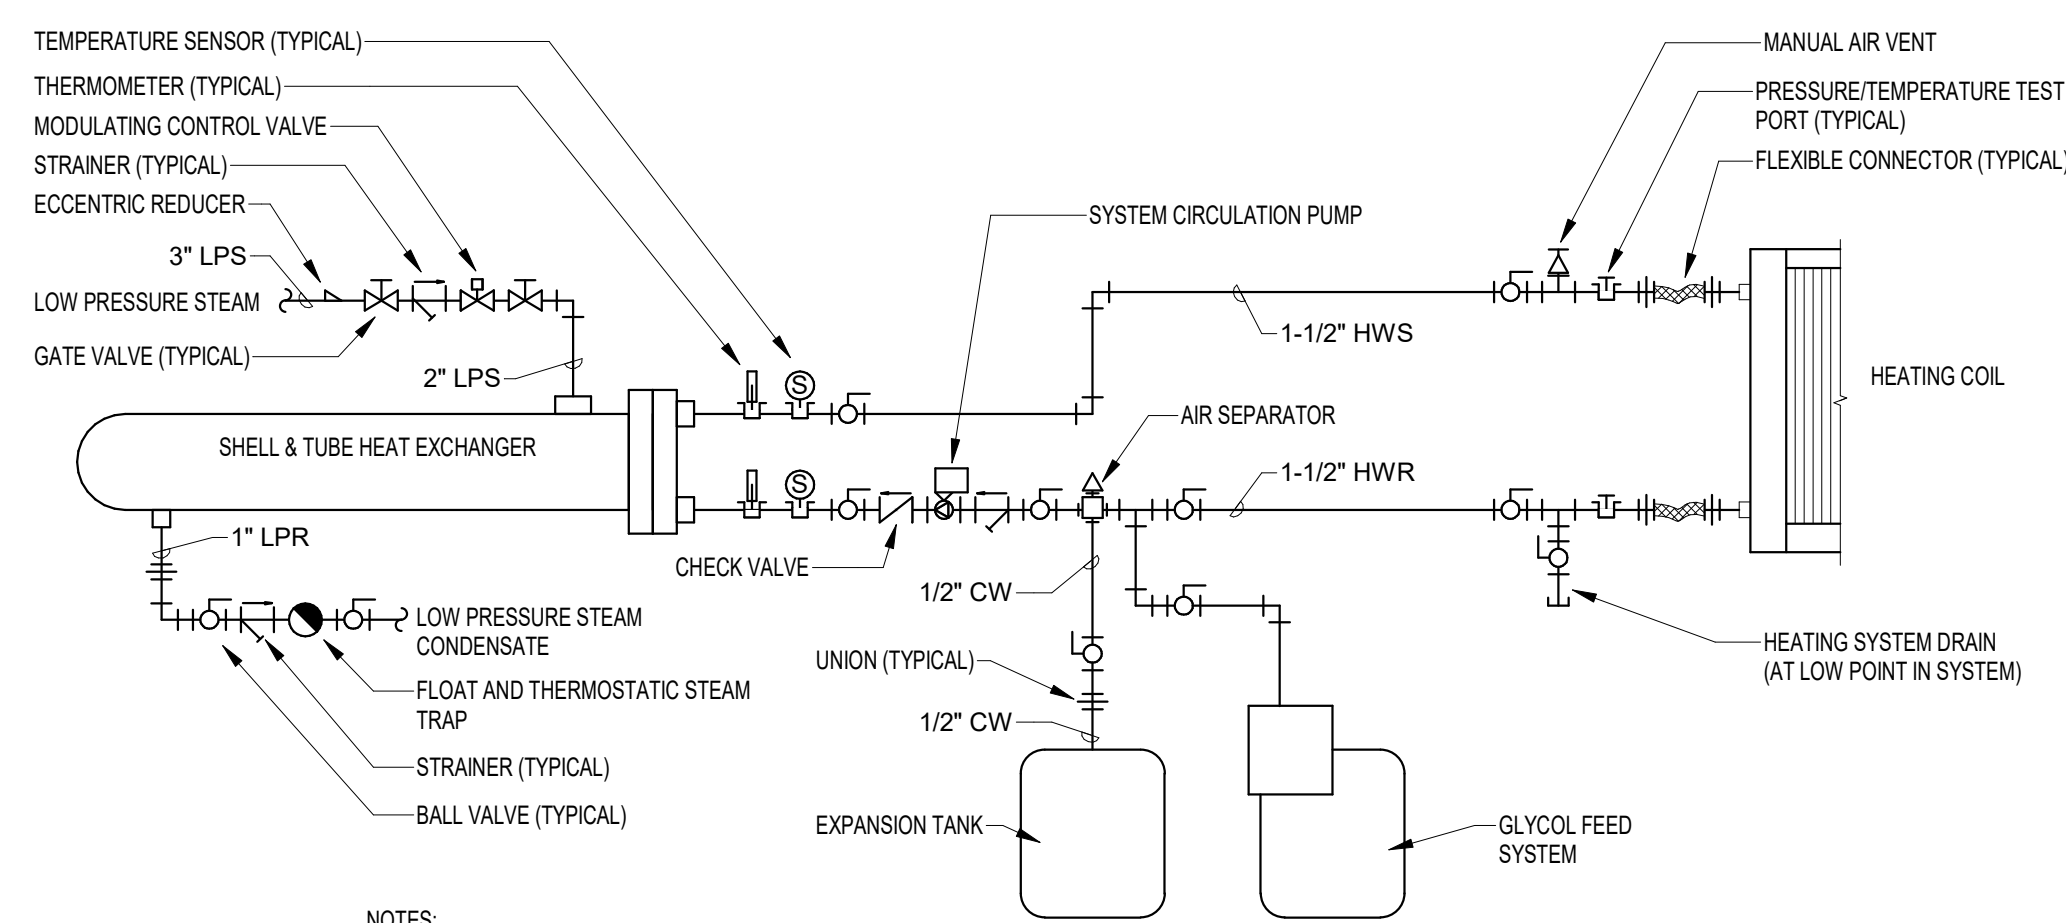 TEMPERATURE SENSOR (TYPICAL)
THERMOMETER (TYPICAL)
MODULATING CONTROL VALVE
STRAINER (TYPICAL)
ECCENTRIC REDUCER
3" LPS
LOW PRESSURE STEAM
GATE VALVE (TYPICAL)
2" LPS
SHELL & TUBE HEAT EXCHANGER
1" LPR
LOW PRESSURE STEAM
CONDENSATE
FLOAT AND THERMOSTATIC STEAM
TRAP
STRAINER (TYPICAL)
BALL VALVE (TYPICAL)
S
S
SYSTEM CIRCULATION PUMP
AIR SEPARATOR
CHECK VALVE
1/2" CW
UNION (TYPICAL)
1/2" CW
EXPANSION TANK
1-1/2" HWS
1-1/2" HWR
MANUAL AIR VENT
PRESSURE/TEMPERATURE TEST
PORT (TYPICAL)
FLEXIBLE CONNECTOR (TYPICAL)
HEATING COIL
HEATING SYSTEM DRAIN
(AT LOW POINT IN SYSTEM)
GLYCOL FEED
SYSTEM
NOTES: